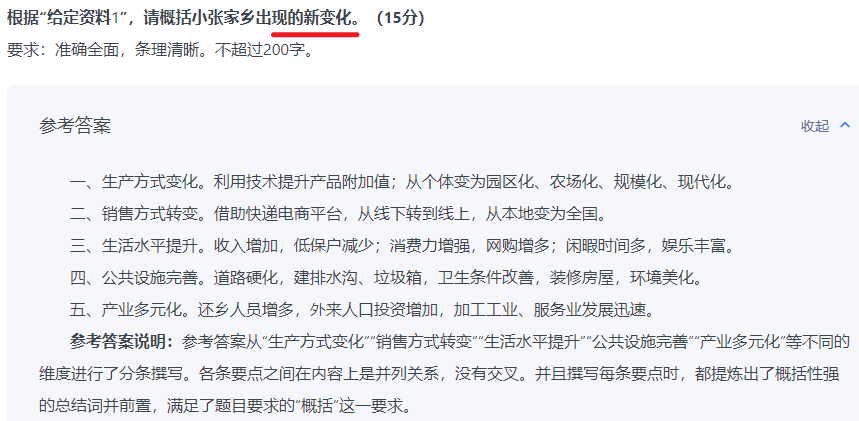 根据“给定资料1”，请概括小张家乡出现的新变化。（15分）
要求：准确全面，条理清晰。不超过200字。
参考答案
收起
一、生产方式变化。利用技术提升产品附加值；从个体变为园区化、农场化、规模化、现代化。
二、销售方式转变。借助快递电商平台，从线下转到线上，从本地变为全国。
三、生活水平提升。收入增加，低保户减少；消费力增强，网购增多；闲暇时间多，娱乐丰富。
四、公共设施完善。道路硬化，建排水沟、垃圾箱，卫生条件改善，装修房屋，环境美化。
五、产业多元化。还乡人员增多，外来人口投资增加，加工工业、服务业发展迅速。
参考答案说明：参考答案从“生产方式变化”“销售方式转变”“生活水平提升”“公共设施完善”“产业多元化”等不同的
维度进行了分条撰写。各条要点之间在内容上是并列关系，没有交叉。并且撰写每条要点时，都提炼出了概括性强
的总结词并前置，满足了题目要求的“概括”这一要求。